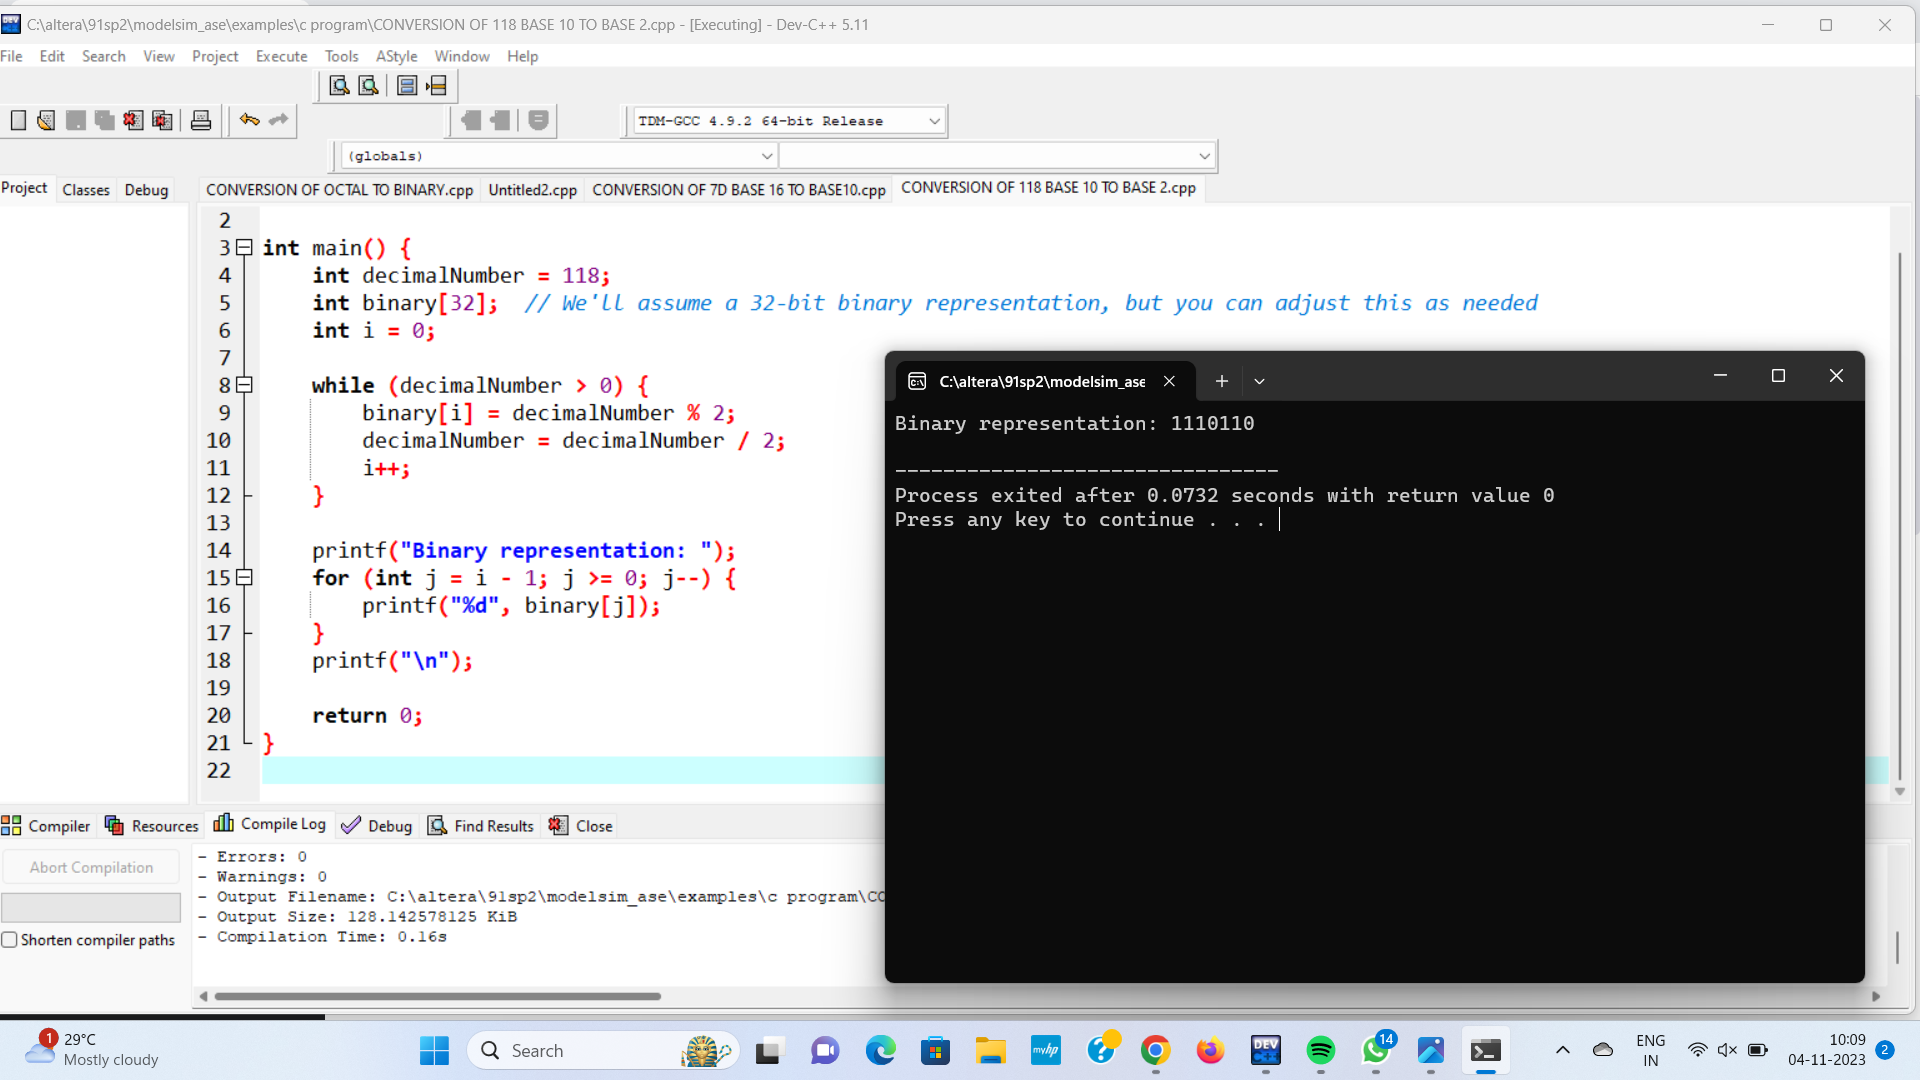 C:\altera\91sp2\modelsim_ase\examples\c program\CONVERSION OF 118 BASE 10 TO BASE 2.cpp - [Executing] - Dev-C++ 5.11
File Edit Search View Project Execute Tools AStyle Window Help
TDM-GCC 4.9.2 64-bit Release
(globals)
Project Classes Debug
CONVERSION OF OCTAL TO BINARY.cpp Untitled2.cpp CONVERSION OF 7D BASE 16 TO BASE10.cpp CONVERSION OF 118 BASE 10 TO BASE 2.cpp
2
3 int main() {
4 int decimalNumber = 118;
5 int binary[32]; // We'll assume a 32-bit binary representation, but you can adjust this as needed
6 int i = 0;
7
8 while (decimalNumber > 0) {
9 binary[i] = decimalNumber % 2;
10 decimalNumber = decimalNumber / 2;
11 i++;
12 }
13
14 printf("Binary representation: ");
15 for (int j = i - 1; j >= 0; j--) {
16 printf("%d", binary[j]);
17 }
18 printf("\n");
19
20 return 0;
21 }
22
C:\altera\91sp2\modelsim_ase
Binary representation: 1110110
--------------------------------
Process exited after 0.0732 seconds with return value 0
Press any key to continue . . .
Compiler Resources Compile Log Debug Find Results Close
Abort Compilation
Shorten compiler paths
- Errors: 0
- Warnings: 0
- Output Filename: C:\altera\91sp2\modelsim_ase\examples\c program\CO
- Output Size: 128.142578125 KiB
- Compilation Time: 0.16s
1
29°C
Mostly cloudy
Search
myhp
DEV C++
14
ENG
IN
10:09
04-11-2023
2